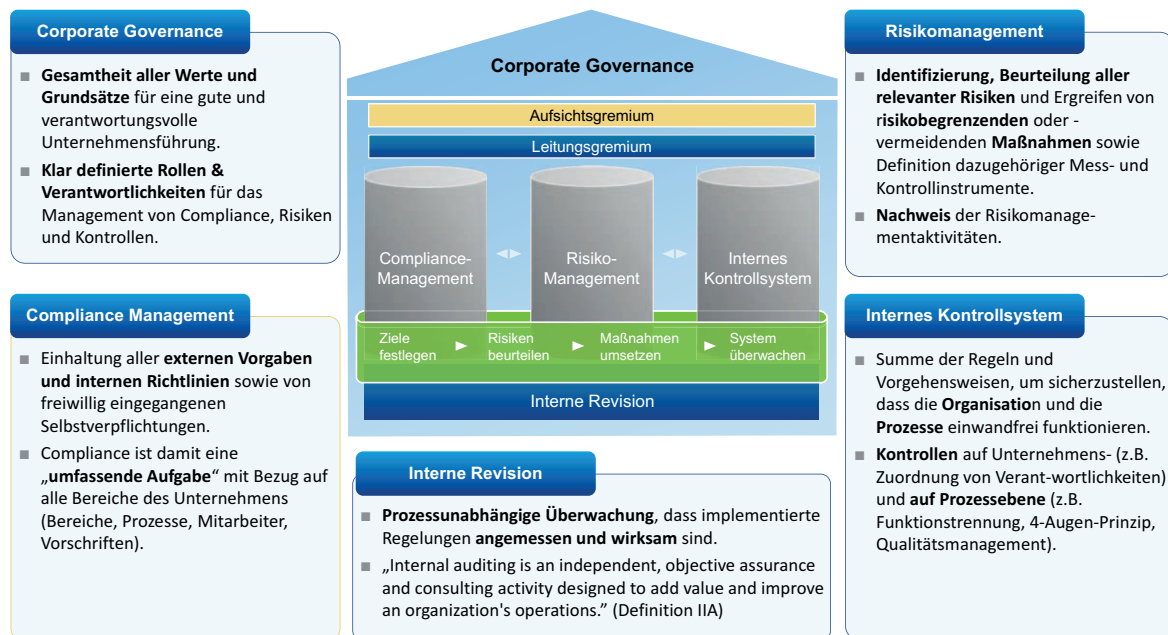 Corporate Governance
Gesamtheit aller Werte und
Grundsätze für eine gute und
verantwortungsvolle
Unternehmensführung.
Klar definierte Rollen &
Verantwortlichkeiten für das
Management von Compliance, Risiken
und Kontrollen.
Corporate Governance
Aufsichtsgremium
Leitungsgremium
Compliance-
Management
Risiko-
Management
Internes
Kontrollsystem
Ziele
festlegen
Risiken
beurteilen
Maßnahmen
umsetzen
System
überwachen
Interne Revision
Risikomanagement
Identifizierung, Beurteilung aller
relevanter Risiken und Ergreifen von
risikobegrenzenden oder -
vermeidenden Maßnahmen sowie
Definition dazugehöriger Mess- und
Kontrollinstrumente.
Nachweis der Risikomanage-
mentaktivitäten.
Compliance Management
Einhaltung aller externen Vorgaben
und internen Richtlinien sowie von
freiwillig eingegangenen
Selbstverpflichtungen.
Compliance ist damit eine
„umfassende Aufgabe“ mit Bezug auf
alle Bereiche des Unternehmens
(Bereiche, Prozesse, Mitarbeiter,
Vorschriften).
Interne Revision
Prozessunabhängige Überwachung, dass implementierte
Regelungen angemessen und wirksam sind.
„Internal auditing is an independent, objective assurance
and consulting activity designed to add value and improve
an organization's operations.” (Definition IIA)
Internes Kontrollsystem
Summe der Regeln und
Vorgehensweisen, um sicherzustellen,
dass die Organisation und die
Prozesse einwandfrei funktionieren.
Kontrollen auf Unternehmens- (z.B.
Zuordnung von Verant-wortlichkeiten)
und auf Prozessebene (z.B.
Funktionstrennung, 4-Augen-Prinzip,
Qualitätsmanagement).